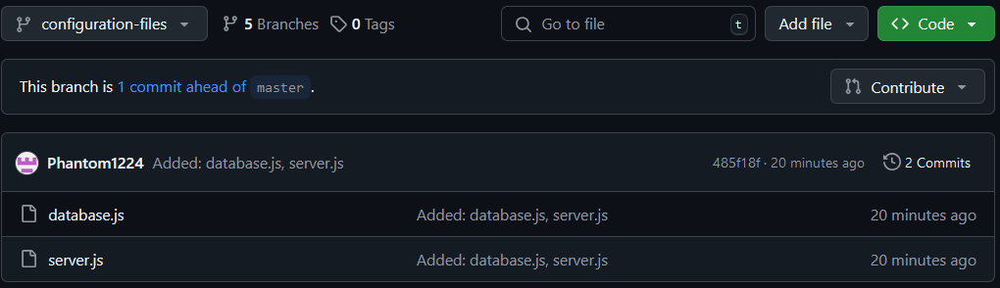 configuration-files 5 Branches 0 Tags Go to file t Add file Code
This branch is 1 commit ahead of master .
Contribute
Phantom1224 Added: database.js, server.js 485f18f · 20 minutes ago 2 Commits
database.js Added: database.js, server.js 20 minutes ago
server.js Added: database.js, server.js 20 minutes ago